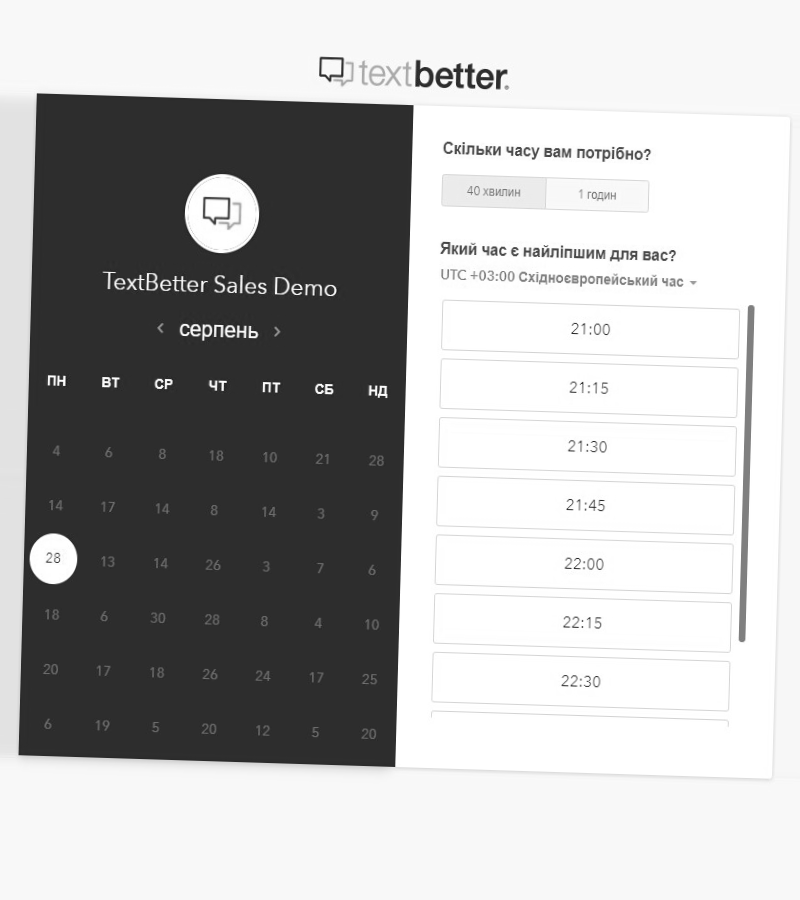 textbetter.
TextBetter Sales Demo
серпень
ПН ВТ СР ЧТ ПТ СБ НД
4 6 8 18 10 21 28
14 17 14 8 14 3 9
28 13 14 26 3 7 6
18 6 30 28 8 4 10
20 17 18 26 24 17 25
6 19 5 20 12 5 20
Скільки часу вам потрібно?
40 хвилин 1 годин
Який час є найліпшим для вас?
UTC +03:00 Східноєвропейський час
21:00
21:15
21:30
21:45
22:00
22:15
22:30